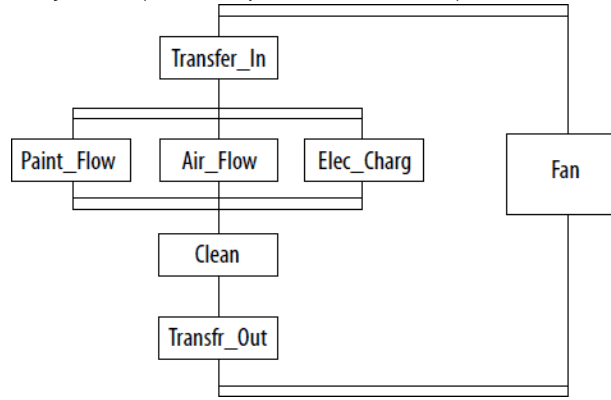 Transfer_In
Paint_Flow
Air_Flow
Elec_Charg
Fan
Clean
Transfr_Out